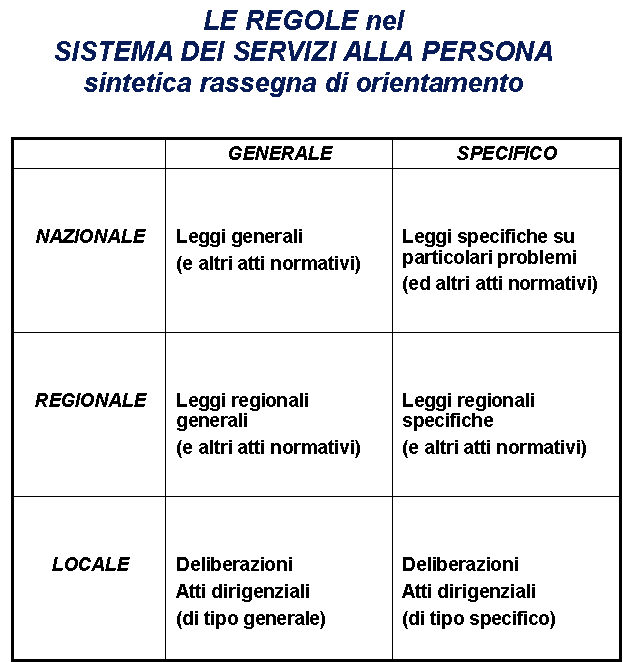 LE REGOLE nel
SISTEMA DEI SERVIZI ALLA PERSONA
sintetica rassegna di orientamento
GENERALE SPECIFICO
NAZIONALE
Leggi generali
(e altri atti normativi)
Leggi specifiche su
particolari problemi
(ed altri atti normativi)
REGIONALE
Leggi regionali
generali
(e altri atti normativi)
Leggi regionali
specifiche
(e altri atti normativi)
LOCALE
Deliberazioni
Atti dirigenziali
(di tipo generale)
Deliberazioni
Atti dirigenziali
(di tipo specifico)